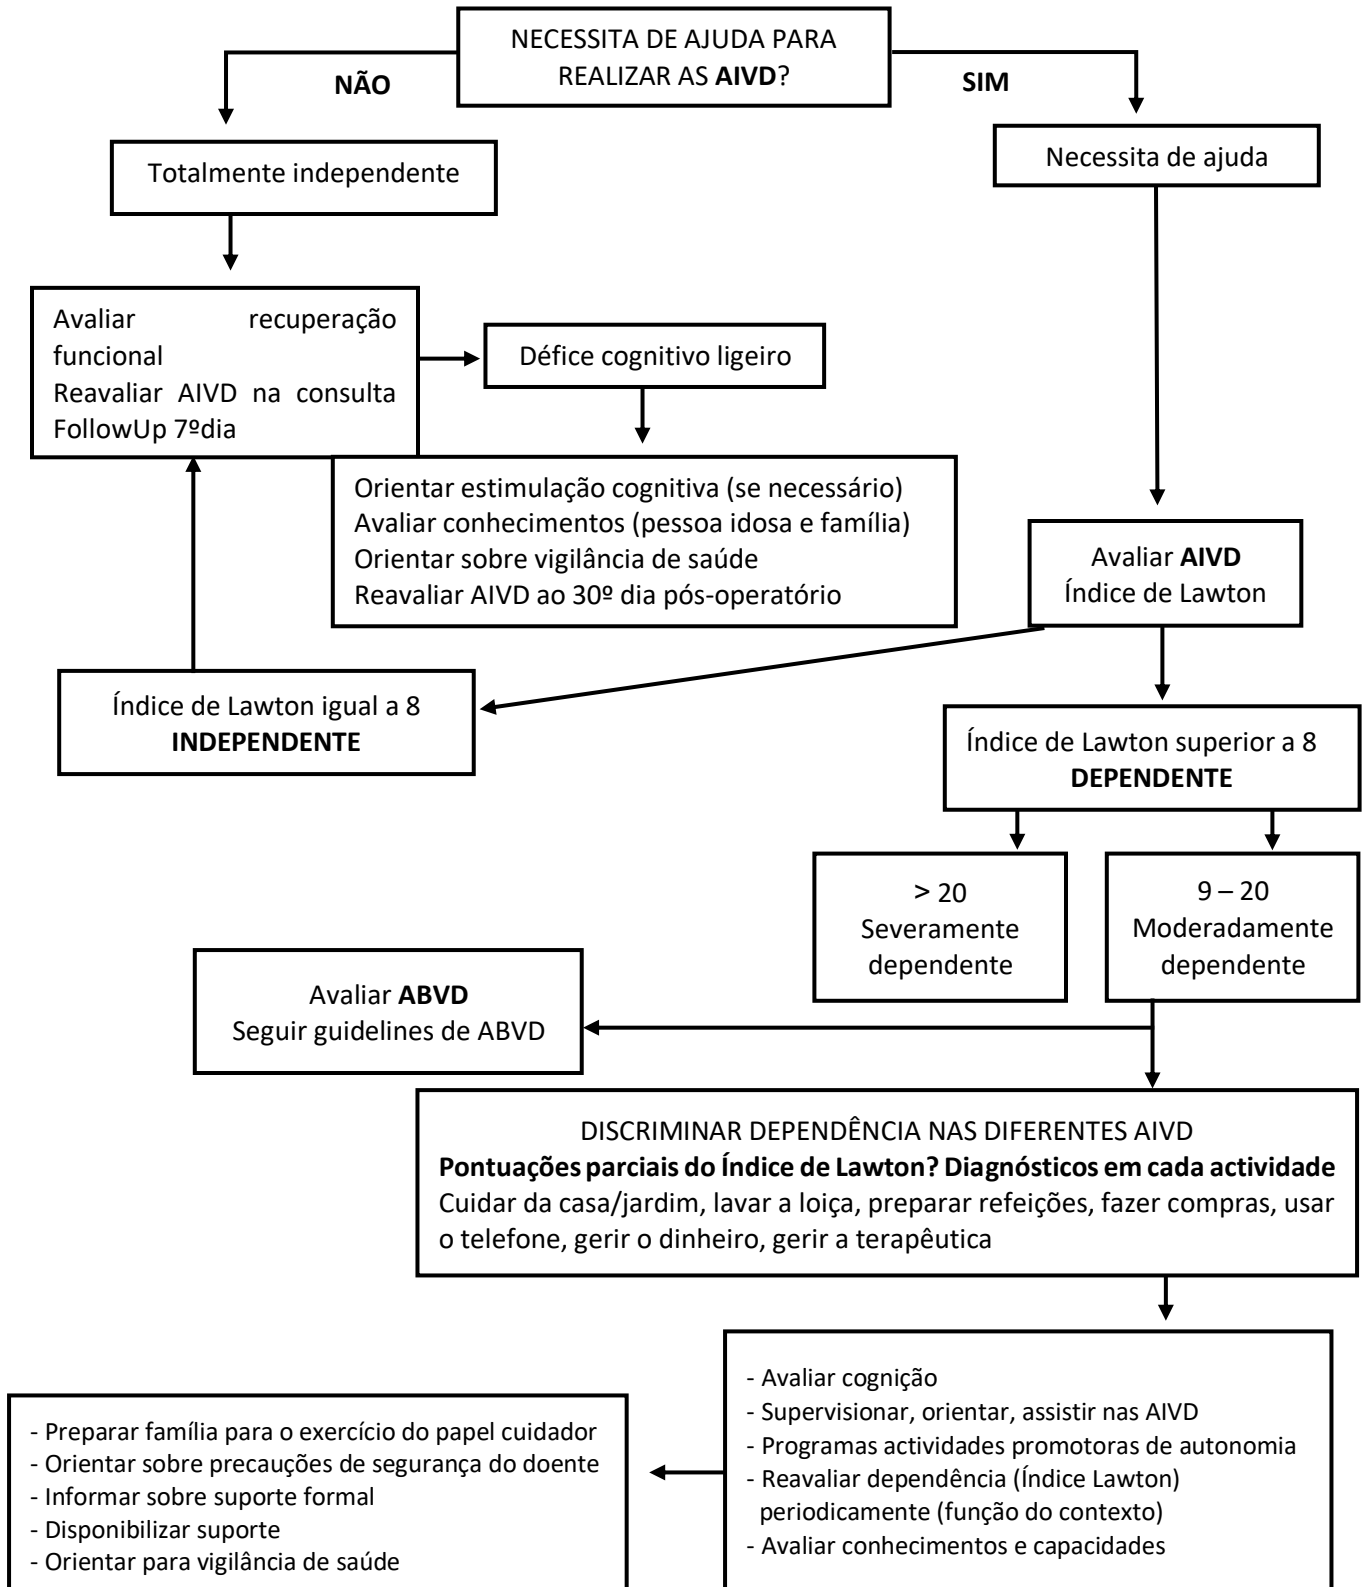 NECESSITA DE AJUDA PARA
REALIZAR AS AIVD?
NÃO
SIM
Totalmente independente
Necessita de ajuda
Avaliar recuperação
funcional
Reavaliar AIVD na consulta
FollowUp 7ºdia
Défice cognitivo ligeiro
Orientar estimulação cognitiva (se necessário)
Avaliar conhecimentos (pessoa idosa e família)
Orientar sobre vigilância de saúde
Reavaliar AIVD ao 30º dia pós-operatório
Avaliar AIVD
Índice de Lawton
Índice de Lawton igual a 8
INDEPENDENTE
Índice de Lawton superior a 8
DEPENDENTE
> 20
Severamente
dependente
9 – 20
Moderadamente
dependente
Avaliar ABVD
Seguir guidelines de ABVD
DISCRIMINAR DEPENDÊNCIA NAS DIFERENTES AIVD
Pontuações parciais do Índice de Lawton? Diagnósticos em cada actividade
Cuidar da casa/jardim, lavar a loiça, preparar refeições, fazer compras, usar
o telefone, gerir o dinheiro, gerir a terapêutica
- Avaliar cognição
- Supervisionar, orientar, assistir nas AIVD
- Programas actividades promotoras de autonomia
- Reavaliar dependência (Índice Lawton)
periodicamente (função do contexto)
- Avaliar conhecimentos e capacidades
- Preparar família para o exercício do papel cuidador
- Orientar sobre precauções de segurança do doente
- Informar sobre suporte formal
- Disponibilizar suporte
- Orientar para vigilância de saúde